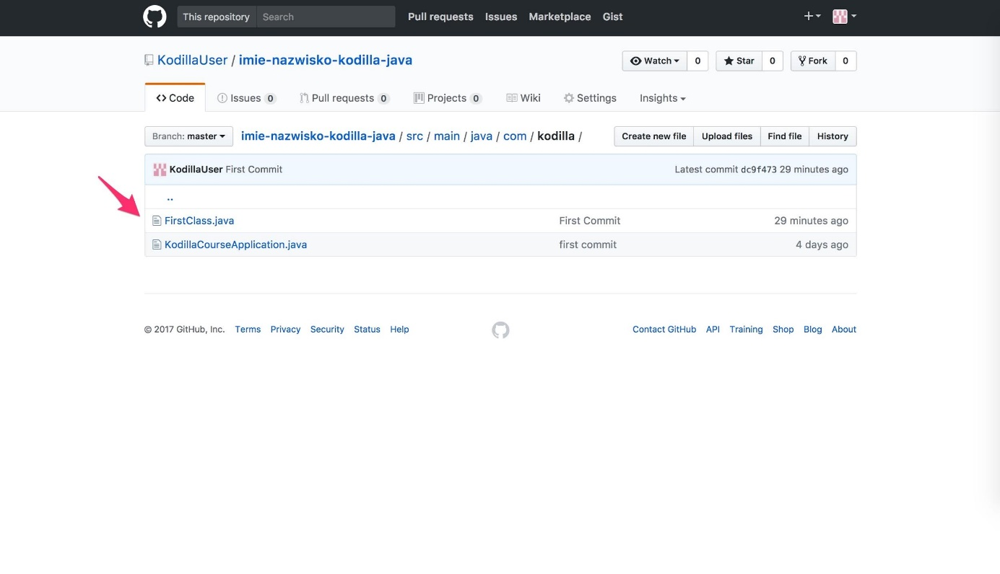 This repository Search Pull requests Issues Marketplace Gist
KodillaUser / imie-nazwisko-kodilla-java Watch 0 Star 0 Fork 0
Code Issues 0 Pull requests 0 Projects 0 Wiki Settings Insights
Branch: master imie-nazwisko-kodilla-java / src / main / java / com / kodilla / Create new file Upload files Find file History
KodillaUser First Commit Latest commit dc9f473 29 minutes ago
..
FirstClass.java First Commit 29 minutes ago
KodillaCourseApplication.java first commit 4 days ago
© 2017 GitHub, Inc. Terms Privacy Security Status Help Contact GitHub API Training Shop Blog About